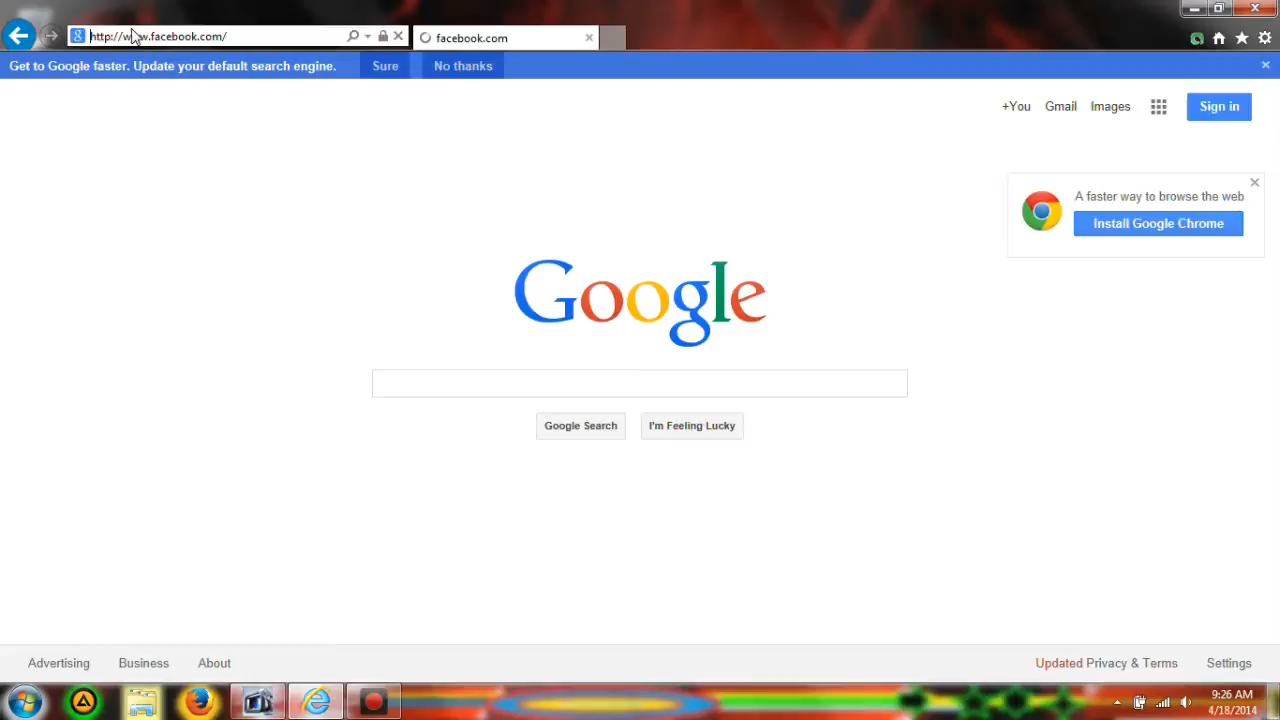 http://www.facebook.com/
facebook.com
Get to Google faster. Update your default search engine.
Sure
No thanks
+You
Gmail
Images
Sign in
A faster way to browse the web
Install Google Chrome
Google
Google Search
I'm Feeling Lucky
Advertising
Business
About
Updated Privacy & Terms
Settings
9:26 AM
4/18/2014